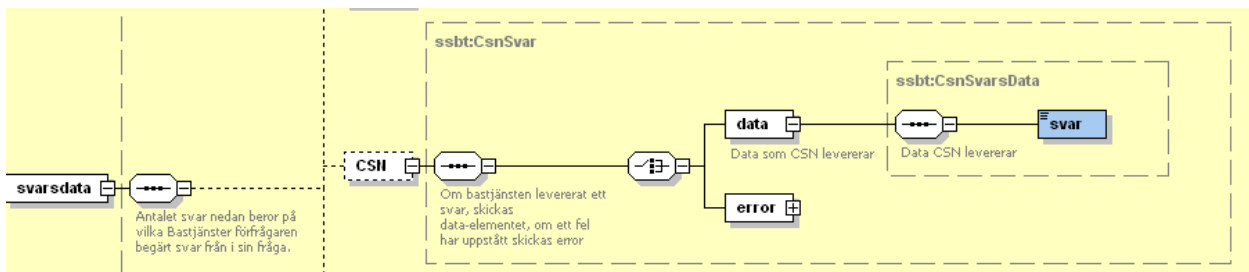 ssbt:CsnSvar
ssbt:CsnSvarsData
data
svar
Data som CSN levererar
Data CSN levererar
CSN
svarsdata
Om bastjänsten levererat ett
svar, skickas
data-elementet, om ett fel
har uppstått skickas error
error
Antalet svar nedan beror på
vilka Bastjänster förfrågaren
begärt svar från i sin fråga.